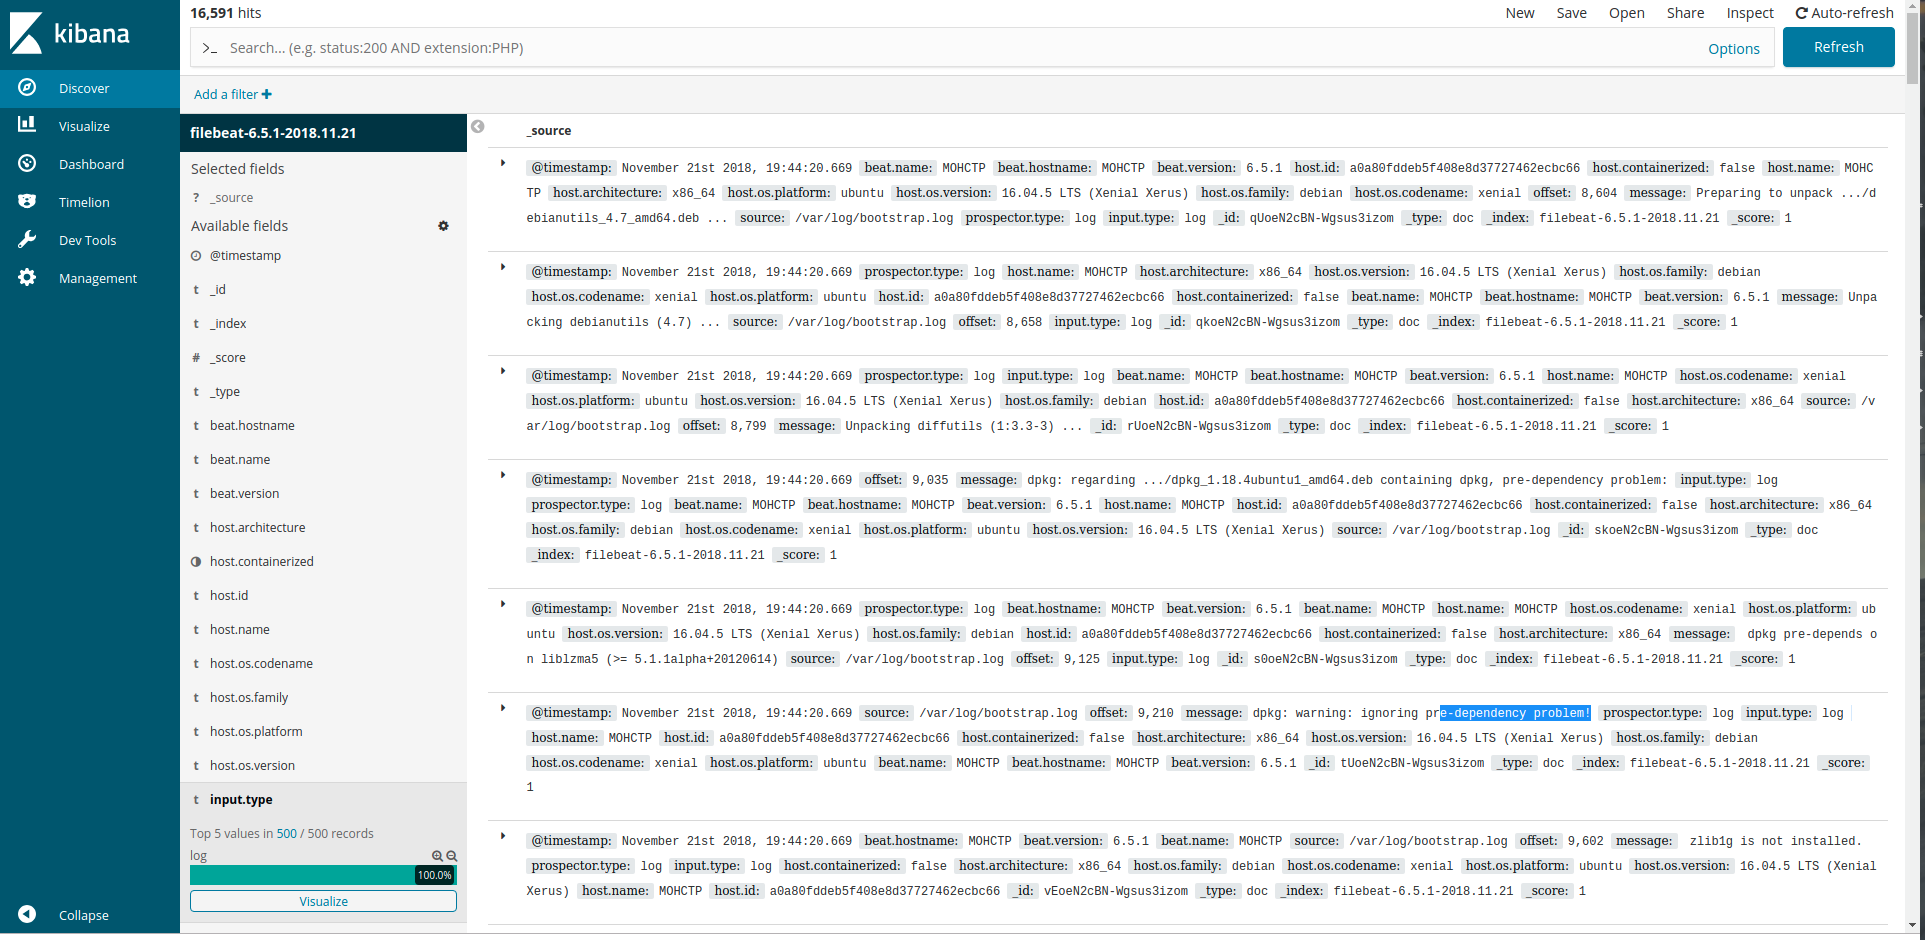 kibana
Discover
Visualize
Dashboard
Timelion
Dev Tools
Management
Collapse
16,591 hits
New Save Open Share Inspect Auto-refresh
>_ Search... (e.g. status:200 AND extension:PHP) Options Refresh
Add a filter +
filebeat-6.5.1-2018.11.21
Selected fields
? _source
Available fields
@timestamp
t _id
t _index
# _score
t _type
t beat.hostname
t beat.name
t beat.version
t host.architecture
host.containerized
t host.id
t host.name
t host.os.codename
t host.os.family
t host.os.platform
t host.os.version
t input.type
Top 5 values in 500 / 500 records
log
100.0%
Visualize
_source
@timestamp: November 21st 2018, 19:44:20.669 beat.name: MOHCTP beat.hostname: MOHCTP beat.version: 6.5.1 host.id: a0a80fddeb5f408e8d37727462ecbc66 host.containerized: false host.name: MOHC
TP host.architecture: x86_64 host.os.platform: ubuntu host.os.version: 16.04.5 LTS (Xenial Xerus) host.os.family: debian host.os.codename: xenial offset: 8,604 message: Preparing to unpack .../d
ebianutils_4.7_amd64.deb ... source: /var/log/bootstrap.log prospector.type: log input.type: log _id: qUoeN2cBN-Wgsus3izom _type: doc _index: filebeat-6.5.1-2018.11.21 _score: 1
@timestamp: November 21st 2018, 19:44:20.669 prospector.type: log host.name: MOHCTP host.architecture: x86_64 host.os.version: 16.04.5 LTS (Xenial Xerus) host.os.family: debian
host.os.codename: xenial host.os.platform: ubuntu host.id: a0a80fddeb5f408e8d37727462ecbc66 host.containerized: false beat.name: MOHCTP beat.hostname: MOHCTP beat.version: 6.5.1 message: Unpa
cking debianutils (4.7) ... source: /var/log/bootstrap.log offset: 8,658 input.type: log _id: qkoeN2cBN-Wgsus3izom _type: doc _index: filebeat-6.5.1-2018.11.21 _score: 1
@timestamp: November 21st 2018, 19:44:20.669 prospector.type: log input.type: log beat.name: MOHCTP beat.hostname: MOHCTP beat.version: 6.5.1 host.name: MOHCTP host.os.codename: xenial
host.os.platform: ubuntu host.os.version: 16.04.5 LTS (Xenial Xerus) host.os.family: debian host.id: a0a80fddeb5f408e8d37727462ecbc66 host.containerized: false host.architecture: x86_64 source: /v
ar/log/bootstrap.log offset: 8,799 message: Unpacking diffutils (1:3.3-3) ... _id: rUoeN2cBN-Wgsus3izom _type: doc _index: filebeat-6.5.1-2018.11.21 _score: 1
@timestamp: November 21st 2018, 19:44:20.669 offset: 9,035 message: dpkg: regarding .../dpkg_1.18.4ubuntu1_amd64.deb containing dpkg, pre-dependency problem: input.type: log
prospector.type: log beat.name: MOHCTP beat.hostname: MOHCTP beat.version: 6.5.1 host.name: MOHCTP host.id: a0a80fddeb5f408e8d37727462ecbc66 host.containerized: false host.architecture: x86_64
host.os.family: debian host.os.codename: xenial host.os.platform: ubuntu host.os.version: 16.04.5 LTS (Xenial Xerus) source: /var/log/bootstrap.log _id: skoeN2cBN-Wgsus3izom _type: doc
_index: filebeat-6.5.1-2018.11.21 _score: 1
@timestamp: November 21st 2018, 19:44:20.669 prospector.type: log beat.hostname: MOHCTP beat.version: 6.5.1 beat.name: MOHCTP host.name: MOHCTP host.os.codename: xenial host.os.platform: ub
untu host.os.version: 16.04.5 LTS (Xenial Xerus) host.os.family: debian host.id: a0a80fddeb5f408e8d37727462ecbc66 host.containerized: false host.architecture: x86_64 message: dpkg pre-depends o
n liblzma5 (>= 5.1.1alpha+20120614) source: /var/log/bootstrap.log offset: 9,125 input.type: log _id: s0oeN2cBN-Wgsus3izom _type: doc _index: filebeat-6.5.1-2018.11.21 _score: 1
@timestamp: November 21st 2018, 19:44:20.669 source: /var/log/bootstrap.log offset: 9,210 message: dpkg: warning: ignoring pre-dependency problem! prospector.type: log input.type: log
host.name: MOHCTP host.id: a0a80fddeb5f408e8d37727462ecbc66 host.containerized: false host.architecture: x86_64 host.os.version: 16.04.5 LTS (Xenial Xerus) host.os.family: debian
host.os.codename: xenial host.os.platform: ubuntu beat.name: MOHCTP beat.hostname: MOHCTP beat.version: 6.5.1 _id: tUoeN2cBN-Wgsus3izom _type: doc _index: filebeat-6.5.1-2018.11.21 _score:
1
@timestamp: November 21st 2018, 19:44:20.669 beat.hostname: MOHCTP beat.version: 6.5.1 beat.name: MOHCTP source: /var/log/bootstrap.log offset: 9,602 message: zlib1g is not installed.
prospector.type: log input.type: log host.containerized: false host.architecture: x86_64 host.os.family: debian host.os.codename: xenial host.os.platform: ubuntu host.os.version: 16.04.5 LTS (Xenial
Xerus) host.name: MOHCTP host.id: a0a80fddeb5f408e8d37727462ecbc66 _id: vEoeN2cBN-Wgsus3izom _type: doc _index: filebeat-6.5.1-2018.11.21 _score: 1